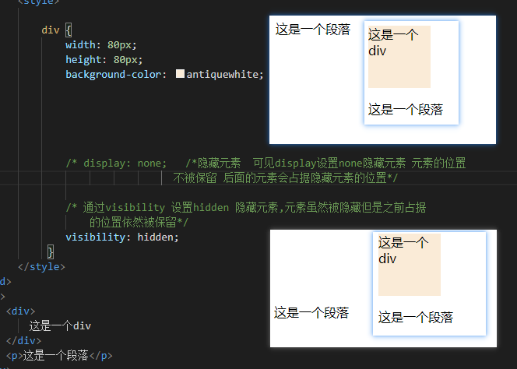 <style>
div {
width: 80px;
height: 80px;
background-color: antiquewhite;
/* display: none; /*隐藏元素 可见display设置none隐藏元素 元素的位置
不被保留 后面的元素会占据隐藏元素的位置*/
/* 通过visibility 设置hidden 隐藏元素,元素虽然被隐藏但是之前占据
的位置依然被保留*/
visibility: hidden;
}
</style>
d>
>
<div>
这是一个div
</div>
<p>这是一个段落</p>
这是一个段落
这是一个
div
这是一个段落
这是一个段落
这是一个
div
这是一个段落